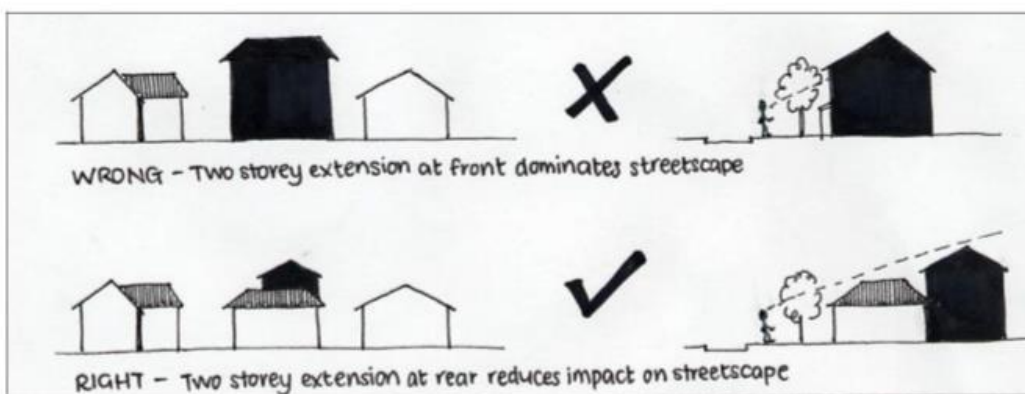 WRONG - Two storey extension at front dominates streetscape
RIGHT - Two storey extension at rear reduces impact on streetscape